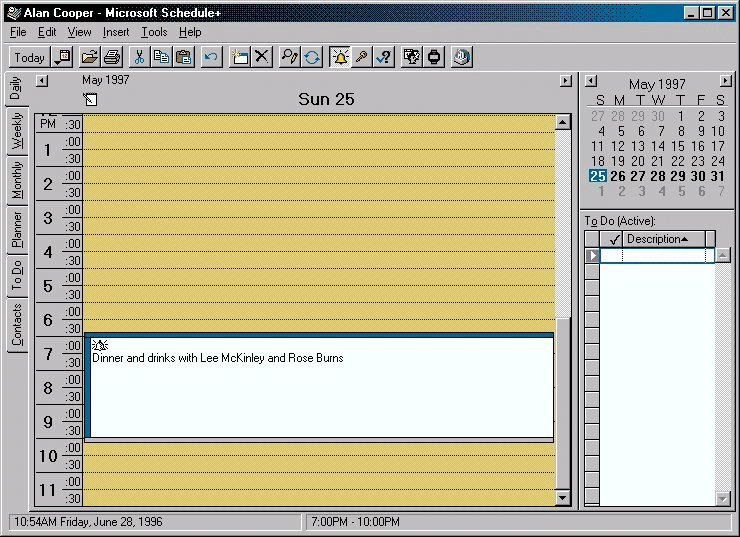 Alan Cooper - Microsoft Schedule+
File Edit View Insert Tools Help
Today
Daily
Weekly
Monthly
Planner
To Do
Contacts
May 1997
Sun 25
PM :30
1 :00
:30
2 :00
:30
3 :00
:30
4 :00
:30
5 :00
:30
6 :00
:30
7 :00
:30
8 :00
:30
9 :00
:30
10 :00
:30
11 :00
:30
Dinner and drinks with Lee McKinley and Rose Burns
May 1997
S M T W T F S
27 28 29 30 1 2 3
4 5 6 7 8 9 10
11 12 13 14 15 16 17
18 19 20 21 22 23 24
25 26 27 28 29 30 31
1 2 3 4 5 6 7
To Do (Active):
Description
10:54AM Friday, June 28, 1996
7:00PM - 10:00PM